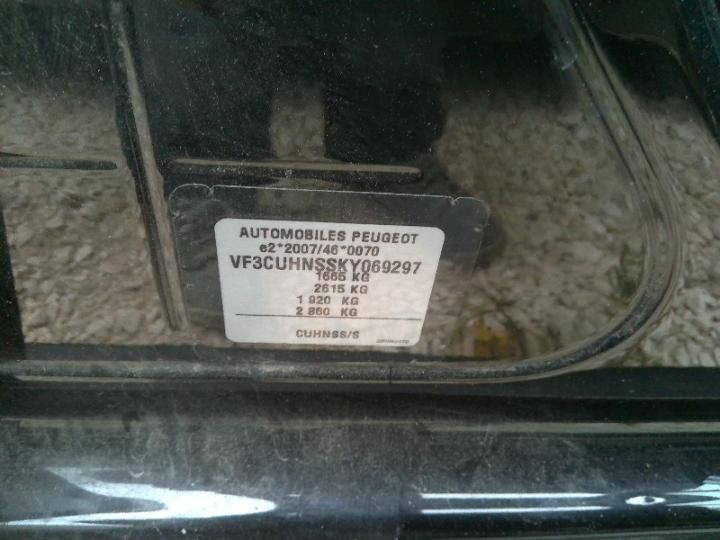 AUTOMOBILES PEUGEOT
e2*2007/46*0070
VF3CUHNSSKY069297
1665 KG
2615 KG
1 920 KG
2 860 KG
CUHNSS/S